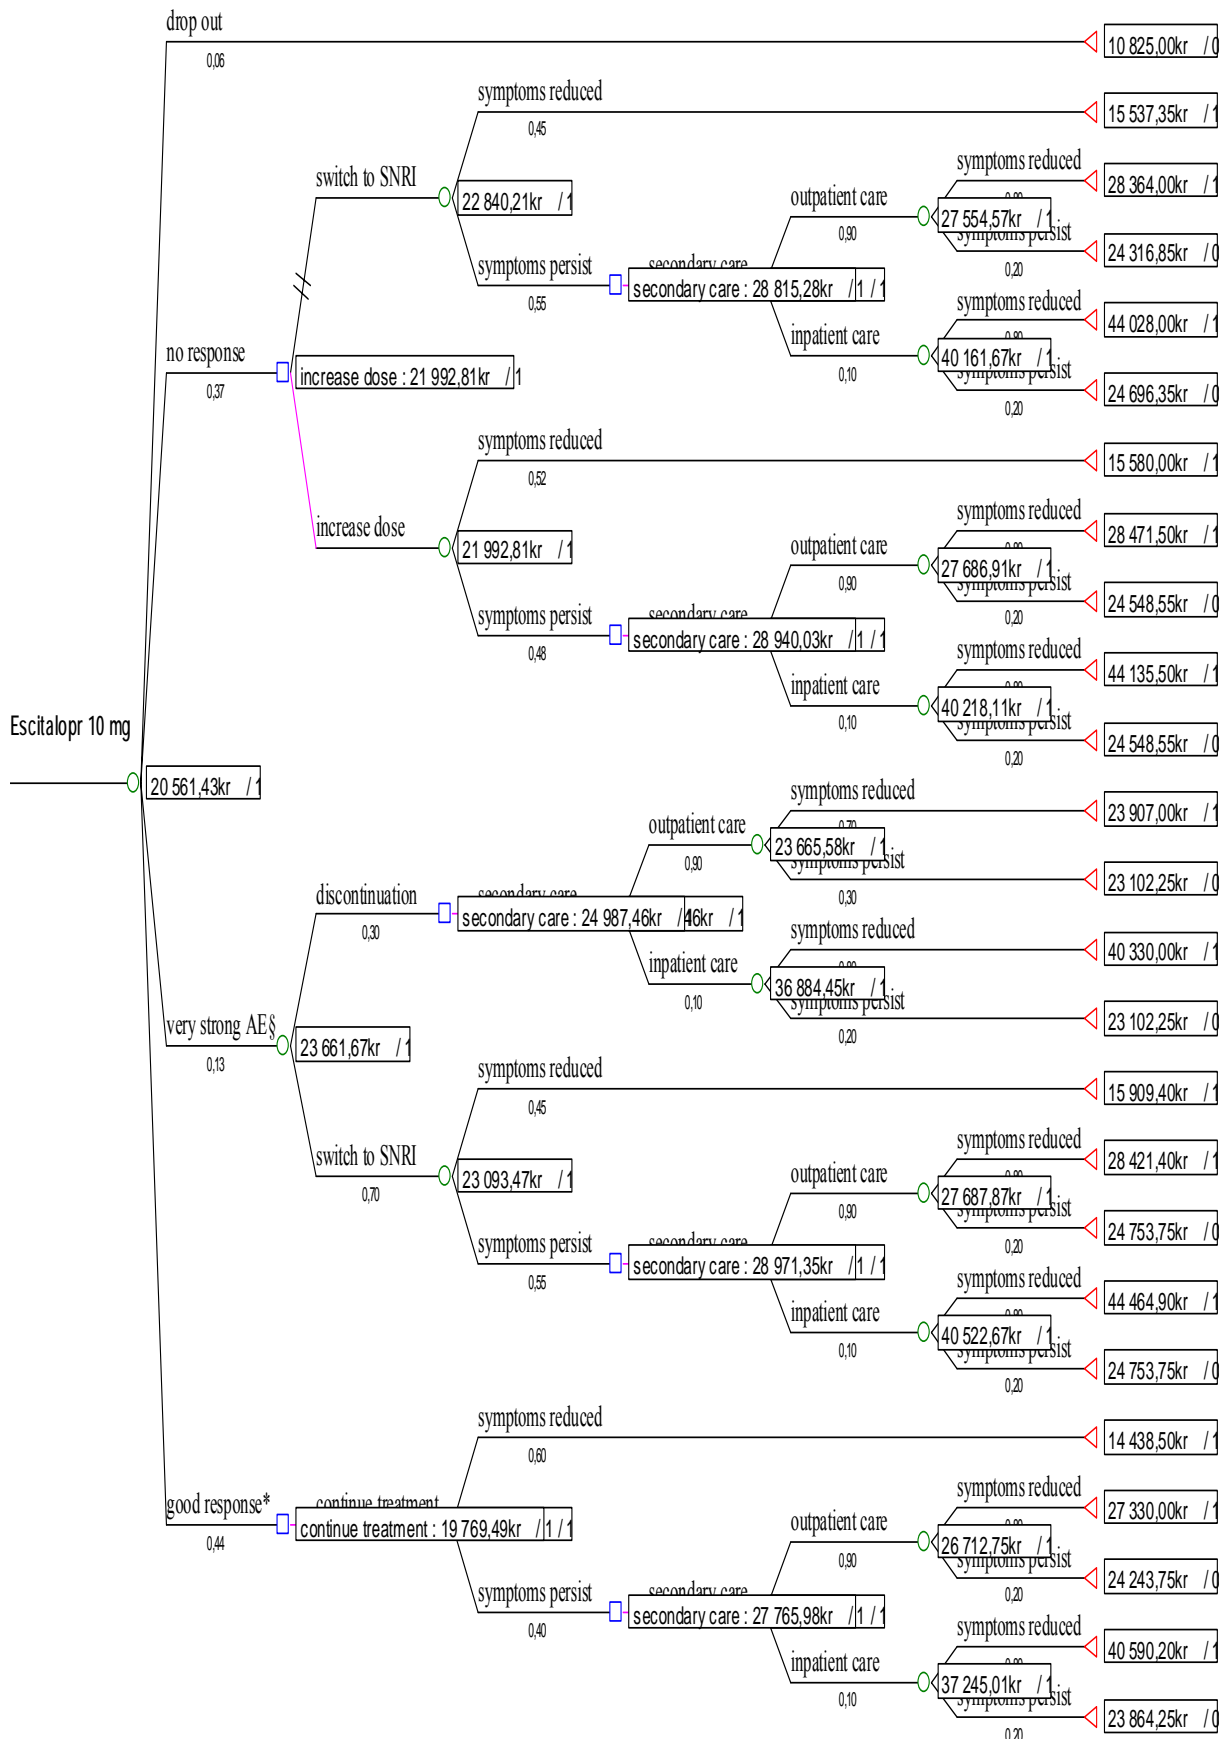 drop out
0,06
10 825,00kr / 0
symptoms reduced
0,45
15 537,35kr / 1
switch to SNRI
22 840,21kr / 1
symptoms reduced
28 364,00kr / 1
outpatient care
0,90
27 554,57kr / 1
symptoms persist
0,20
24 316,85kr / 0
symptoms persist
0,55
secondary care
secondary care : 28 815,28kr / 1 / 1
symptoms reduced
44 028,00kr / 1
inpatient care
0,10
40 161,67kr / 1
symptoms persist
0,20
24 696,35kr / 0
no response
0,37
increase dose : 21 992,81kr / 1
symptoms reduced
0,52
15 580,00kr / 1
increase dose
21 992,81kr / 1
symptoms reduced
28 471,50kr / 1
outpatient care
0,90
27 686,91kr / 1
symptoms persist
0,20
24 548,55kr / 0
symptoms persist
0,48
secondary care
secondary care : 28 940,03kr / 1 / 1
symptoms reduced
44 135,50kr / 1
inpatient care
0,10
40 218,11kr / 1
symptoms persist
0,20
24 548,55kr / 0
Escitalopr 10 mg
20 561,43kr / 1
symptoms reduced
0,70
23 907,00kr / 1
outpatient care
0,90
23 665,58kr / 1
symptoms persist
0,30
23 102,25kr / 0
discontinuation
0,30
secondary care
secondary care : 24 987,46kr / 46kr / 1
symptoms reduced
40 330,00kr / 1
inpatient care
0,10
36 884,45kr / 1
symptoms persist
0,20
23 102,25kr / 0
very strong AE§
0,13
23 661,67kr / 1
symptoms reduced
0,45
15 909,40kr / 1
switch to SNRI
0,70
23 093,47kr / 1
symptoms reduced
28 421,40kr / 1
outpatient care
0,90
27 687,87kr / 1
symptoms persist
0,20
24 753,75kr / 0
symptoms persist
0,55
secondary care
secondary care : 28 971,35kr / 1 / 1
symptoms reduced
44 464,90kr / 1
inpatient care
0,10
40 522,67kr / 1
symptoms persist
0,20
24 753,75kr / 0
symptoms reduced
0,60
14 438,50kr / 1
good response*
0,44
continue treatment
continue treatment : 19 769,49kr / 1 / 1
symptoms reduced
27 330,00kr / 1
outpatient care
0,90
26 712,75kr / 1
symptoms persist
0,20
24 243,75kr / 0
symptoms persist
0,40
secondary care
secondary care : 27 765,98kr / 1 / 1
symptoms reduced
40 590,20kr / 1
inpatient care
0,10
37 245,01kr / 1
symptoms persist
0,20
23 864,25kr / 0